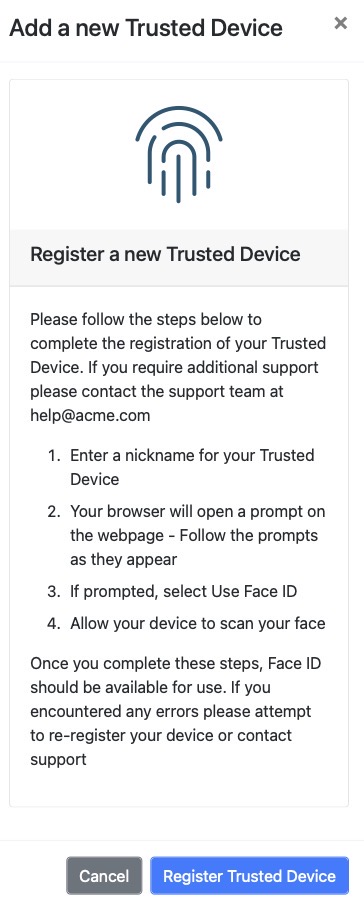 Add a new Trusted Device ×
Register a new Trusted Device
Please follow the steps below to
complete the registration of your Trusted
Device. If you require additional support
please contact the support team at
help@acme.com
1. Enter a nickname for your Trusted
Device
2. Your browser will open a prompt on
the webpage - Follow the prompts
as they appear
3. If prompted, select Use Face ID
4. Allow your device to scan your face
Once you complete these steps, Face ID
should be available for use. If you
encountered any errors please attempt
to re-register your device or contact
support
Cancel Register Trusted Device